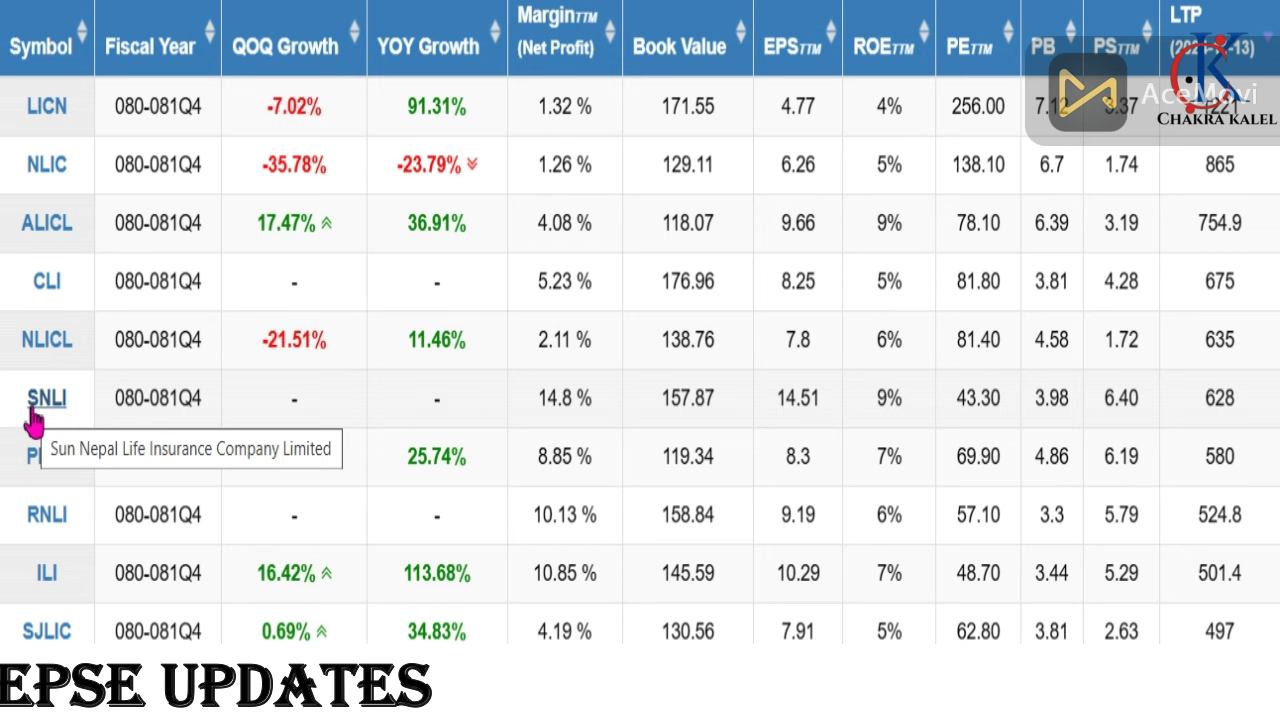 Symbol Fiscal Year QOQ Growth YOY Growth MarginTTM (Net Profit) Book Value EPSTTM ROETTM PETTM PB PSTTM LTP
LICN 080-081Q4 -7.02% 91.31% 1.32 % 171.55 4.77 4% 256.00 7.12 3.37
NLIC 080-081Q4 -35.78% -23.79% 1.26 % 129.11 6.26 5% 138.10 6.7 1.74 865
ALICL 080-081Q4 17.47% 36.91% 4.08 % 118.07 9.66 9% 78.10 6.39 3.19 754.9
CLI 080-081Q4 - - 5.23 % 176.96 8.25 5% 81.80 3.81 4.28 675
NLICL 080-081Q4 -21.51% 11.46% 2.11 % 138.76 7.8 6% 81.40 4.58 1.72 635
SNLI 080-081Q4 - - 14.8 % 157.87 14.51 9% 43.30 3.98 6.40 628
Sun Nepal Life Insurance Company Limited
25.74% 8.85 % 119.34 8.3 7% 69.90 4.86 6.19 580
RNLI 080-081Q4 - - 10.13 % 158.84 9.19 6% 57.10 3.3 5.79 524.8
ILI 080-081Q4 16.42% 113.68% 10.85 % 145.59 10.29 7% 48.70 3.44 5.29 501.4
SJLIC 080-081Q4 0.69% 34.83% 4.19 % 130.56 7.91 5% 62.80 3.81 2.63 497
AceMovi
CHAKRA KALEL
EPSE UPDATES